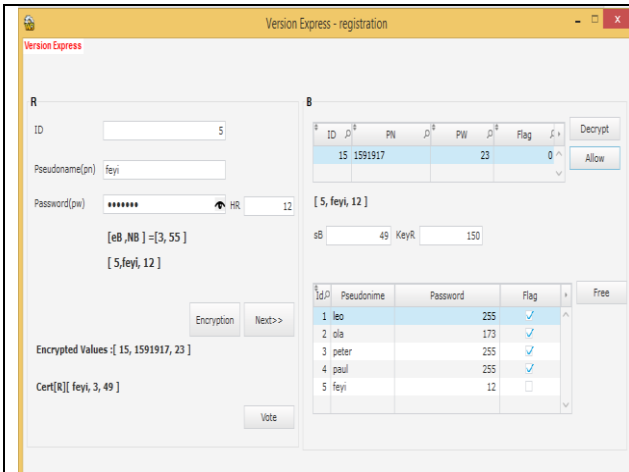 Version Express - registration
Version Express
R
ID 5
Pseudoname(pn) feyi
Password(pw) ••••••• HR 12
[eB ,NB ] =[3, 55 ]
[ 5,feyi, 12 ]
Encryption Next>>
Encrypted Values :[ 15, 1591917, 23 ]
Cert[R][ feyi, 3, 49 ]
Vote
B
ID PN PW Flag
15 1591917 23 0
Decrypt
Allow
[ 5, feyi, 12 ]
sB 49 KeyR 150
Id Pseudonime Password Flag
1 leo 255
2 ola 173
3 peter 255
4 paul 255
5 feyi 12
Free